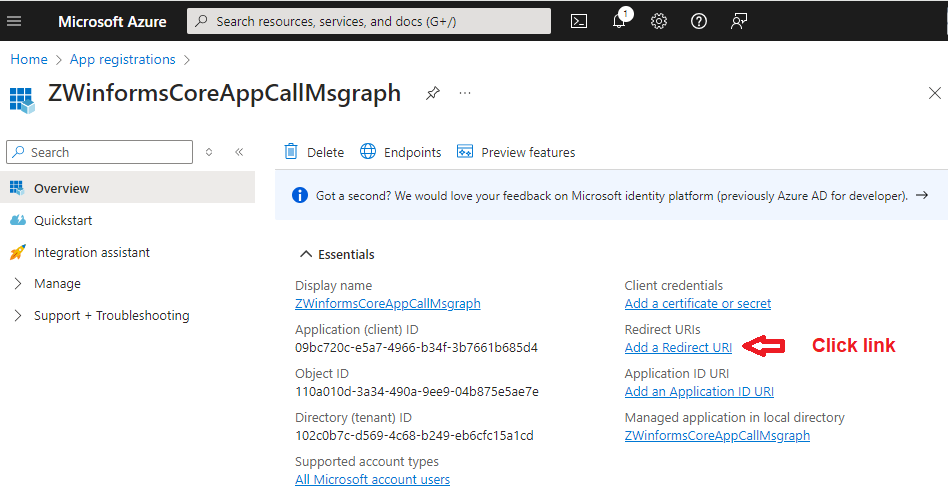 Microsoft Azure
Search resources, services, and docs (G+/)
1
Home > App registrations >
ZWinformsCoreAppCallMsgraph
...
Search
Delete
Endpoints
Preview features
Overview
Quickstart
Integration assistant
Manage
Support + Troubleshooting
Got a second? We would love your feedback on Microsoft identity platform (previously Azure AD for developer). →
Essentials
Display name
ZWinformsCoreAppCallMsgraph
Application (client) ID
09bc720c-e5a7-4966-b34f-3b7661b685d4
Object ID
110a010d-3a34-490a-9ee9-04b875e5ae7e
Directory (tenant) ID
102c0b7c-d569-4c68-b249-eb6cfc15a1cd
Supported account types
All Microsoft account users
Client credentials
Add a certificate or secret
Redirect URIs
Add a Redirect URI
Click link
Application ID URI
Add an Application ID URI
Managed application in local directory
ZWinformsCoreAppCallMsgraph